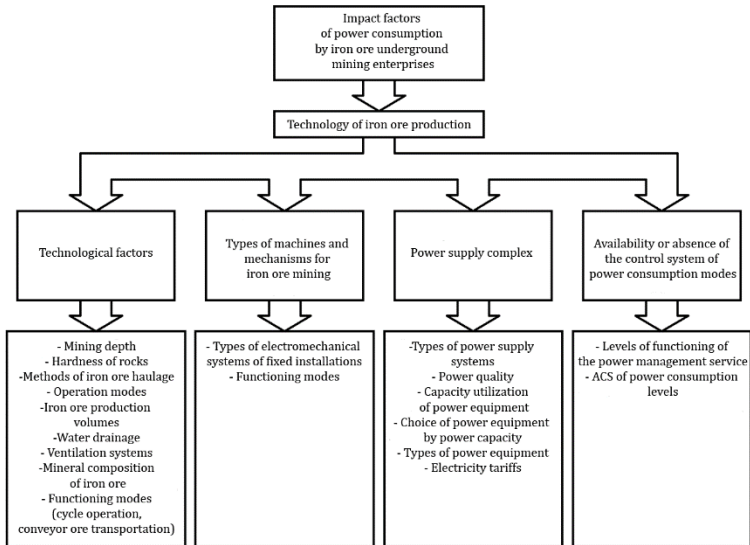 Impact factors
of power consumption
by iron ore underground
mining enterprises
Technology of iron ore production
Technological factors
Types of machines and
mechanisms for
iron ore mining
Power supply complex
Availability or absence of
the control system of
power consumption modes
- Mining depth
- Hardness of rocks
-Methods of iron ore haulage
- Operation modes
-Iron ore production
volumes
-Water drainage
- Ventilation systems
-Mineral composition
of iron ore
- Functioning modes
(cycle operation,
conveyor ore transportation)
- Types of electromechanical
systems of fixed installations
- Functioning modes
-Types of power supply
systems
- Power quality
- Capacity utilization
of power equipment
- Choice of power equipment
by power capacity
- Types of power equipment
- Electricity tariffs
- Levels of functioning of
the power management service
- ACS of power consumption
levels